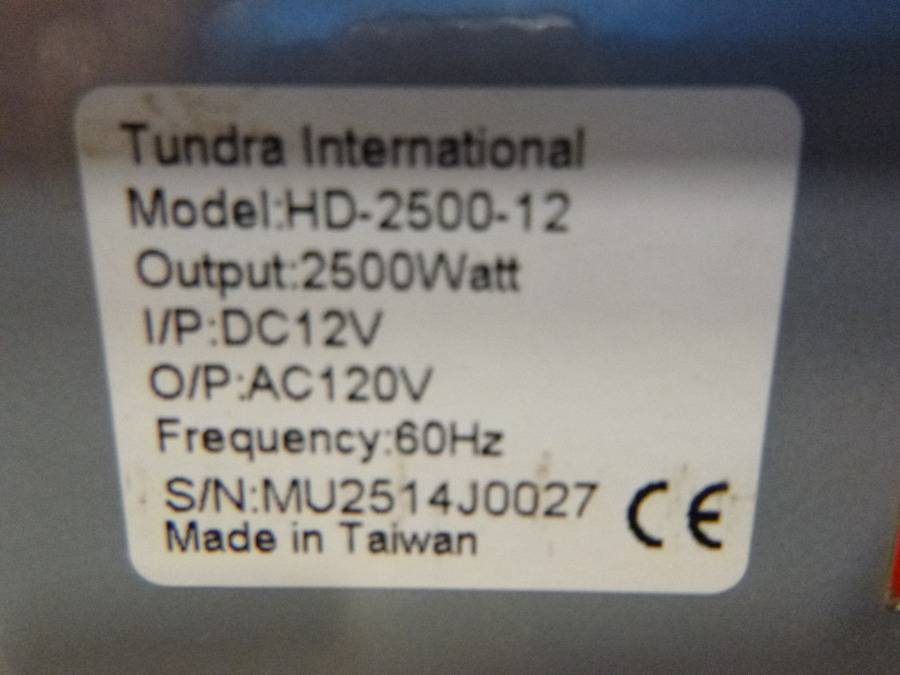 Tundra International
Model:HD-2500-12
Output:2500Watt
I/P:DC12V
O/P:AC120V
Frequency:60Hz
S/N:MU2514J0027
Made in Taiwan
CE